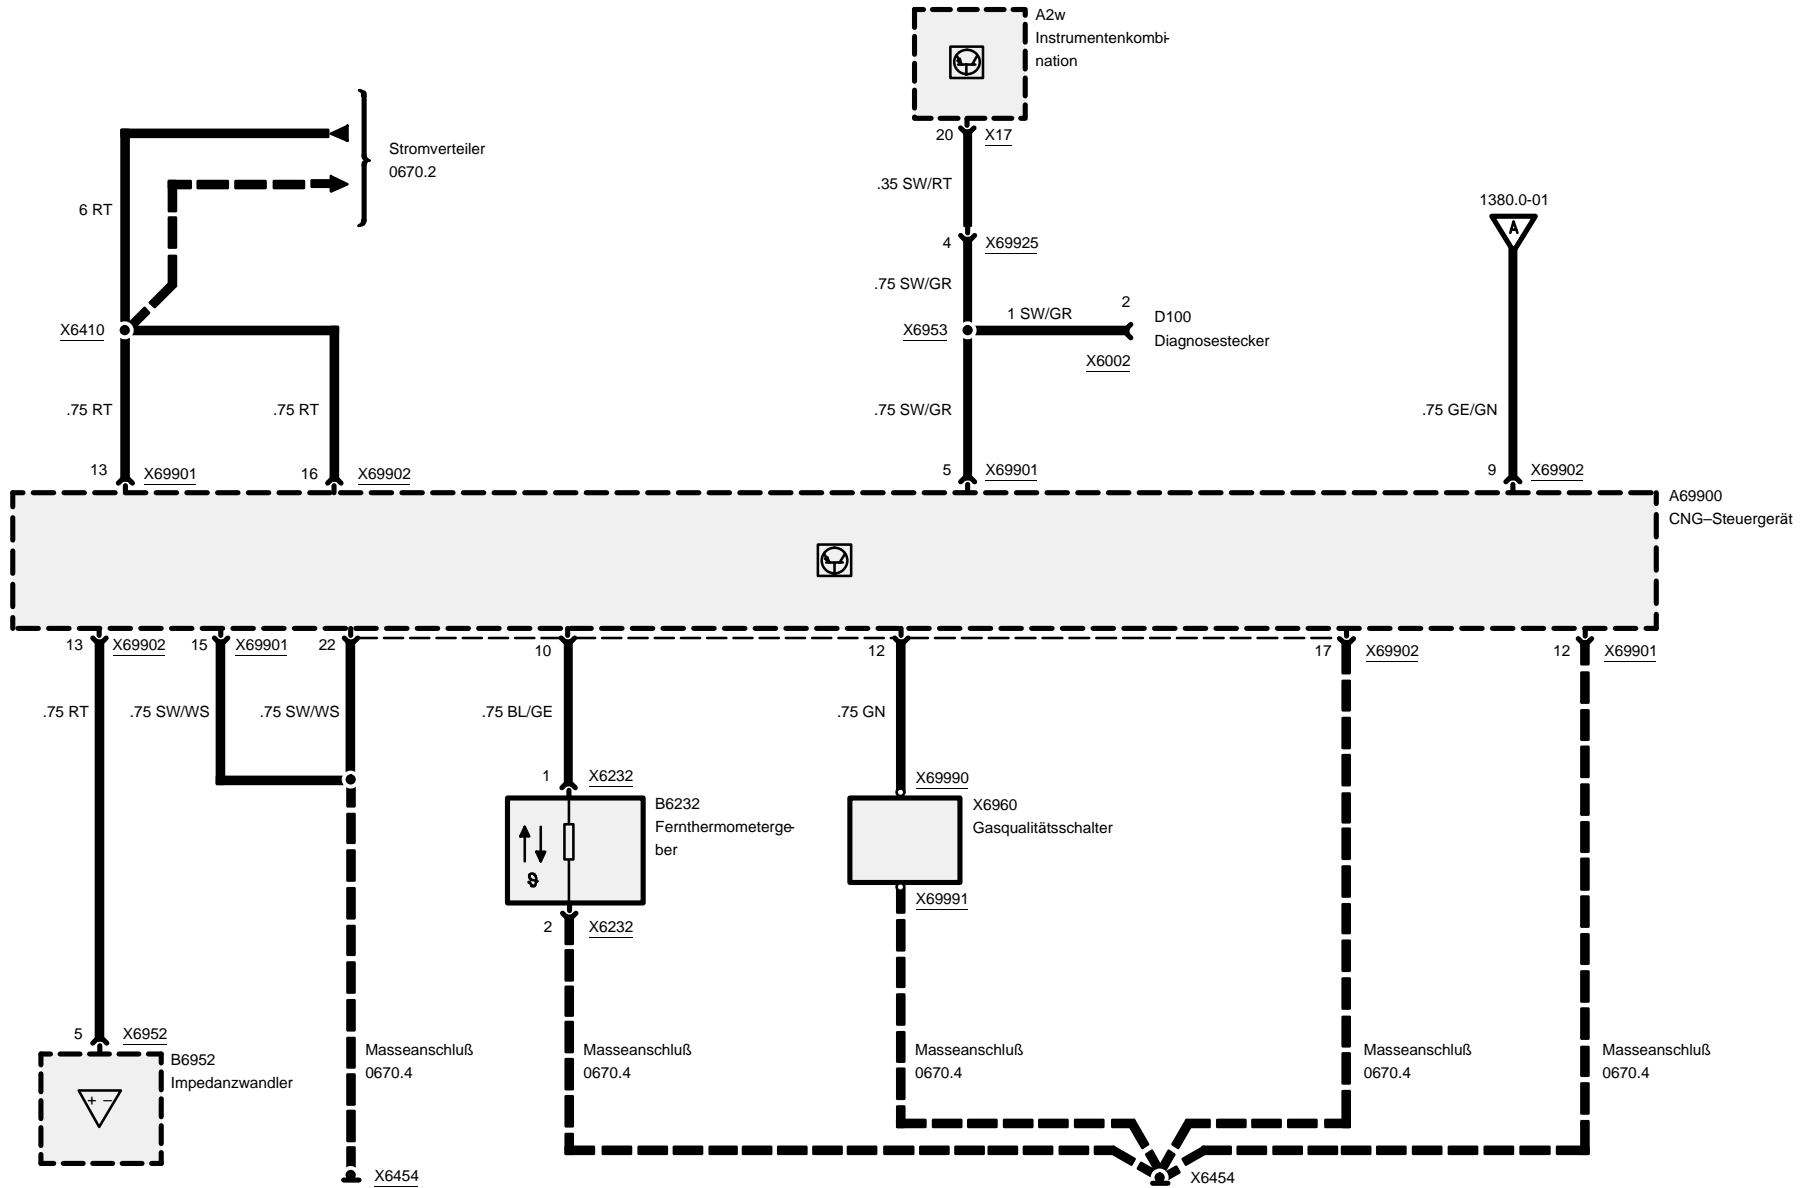 A2w
Instrumentenkombi-
nation
20 X17
Stromverteiler
0670.2
.35 SW/RT
6 RT
1380.0-01
A
4 X69925
.75 SW/GR
1 SW/GR
2
D100
Diagnosestecker
X6410
X6953
X6002
.75 RT
.75 RT
.75 SW/GR
.75 GE/GN
13 X69901
16 X69902
5 X69901
9 X69902
A69900
CNG–Steuergerät
13 X69902
15 X69901
22
10
12
17 X69902
12 X69901
.75 RT
.75 SW/WS
.75 SW/WS
.75 BL/GE
.75 GN
1 X6232
X69990
B6232
Fernthermometerge-
ber
ϑ
X6960
Gasqualitätsschalter
X69991
2 X6232
5 X6952
B6952
Impedanzwandler
+ –
Masseanschluß
0670.4
Masseanschluß
0670.4
Masseanschluß
0670.4
Masseanschluß
0670.4
Masseanschluß
0670.4
X6454
X6454